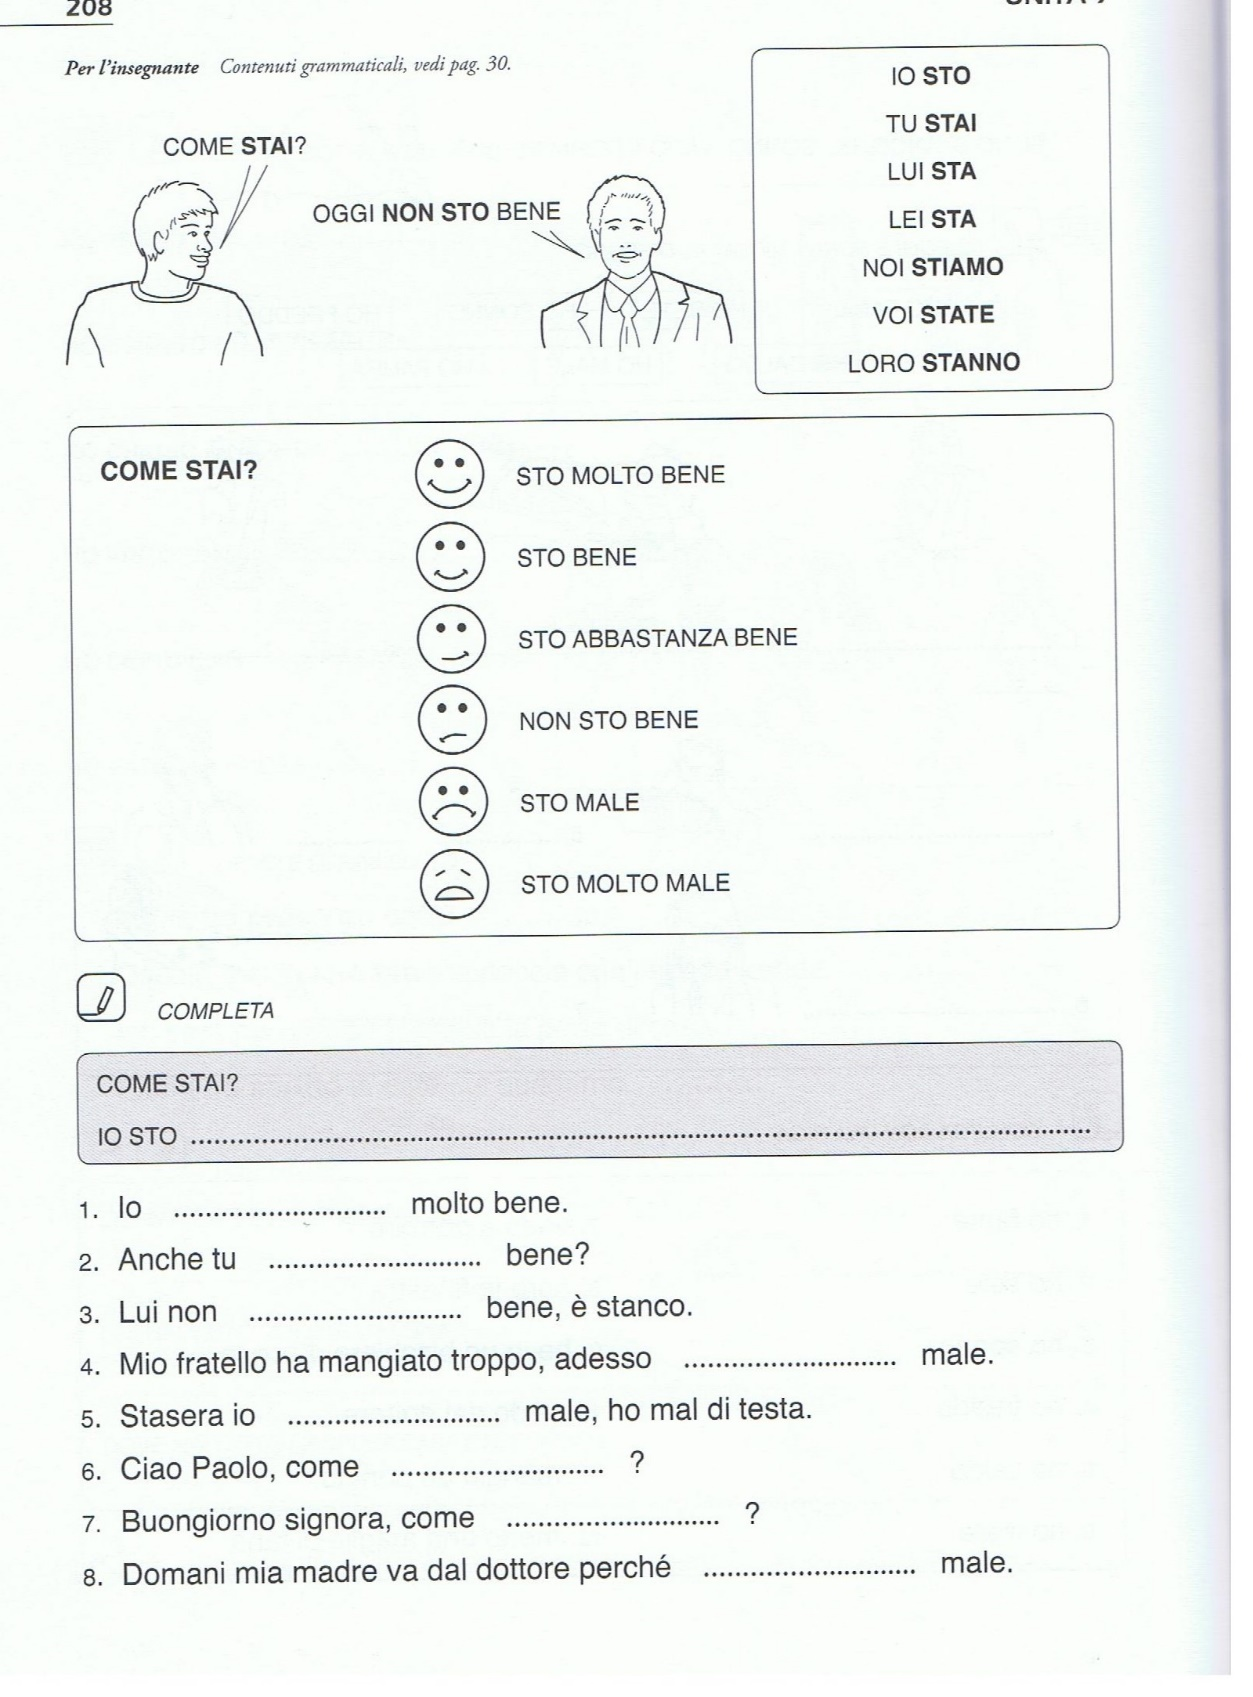 208
Per l'insegnante Contenuti grammaticali, vedi pag. 30.
COME STAI?
OGGI NON STO BENE
IO STO
TU STAI
LUI STA
LEI STA
NOI STIAMO
VOI STATE
LORO STANNO
COME STAI?
STO MOLTO BENE
STO BENE
STO ABBASTANZA BENE
NON STO BENE
STO MALE
STO MOLTO MALE
COMPLETA
COME STAI?
IO STO ........................................
1. Io ........................... molto bene.
2. Anche tu ........................... bene?
3. Lui non ........................... bene, è stanco.
4. Mio fratello ha mangiato troppo, adesso ........................... male.
5. Stasera io ........................... male, ho mal di testa.
6. Ciao Paolo, come ........................... ?
7. Buongiorno signora, come ........................... ?
8. Domani mia madre va dal dottore perché ........................... male.